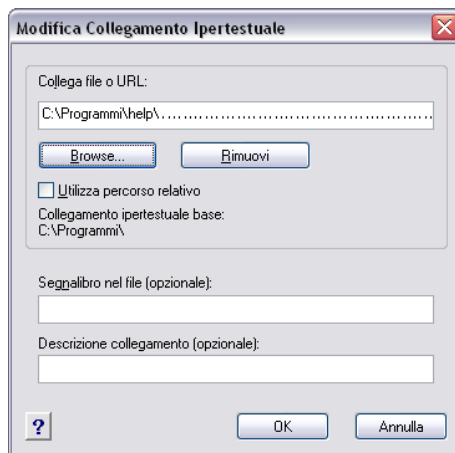 Modifica Collegamento Ipertestuale
Collega file o URL:
C:\Programmi\help\......................................................
Browse... Rimuovi
Utilizza percorso relativo
Collegamento ipertestuale base:
C:\Programmi\
Segnalibro nel file (opzionale):
Descrizione collegamento (opzionale):
? OK Annulla